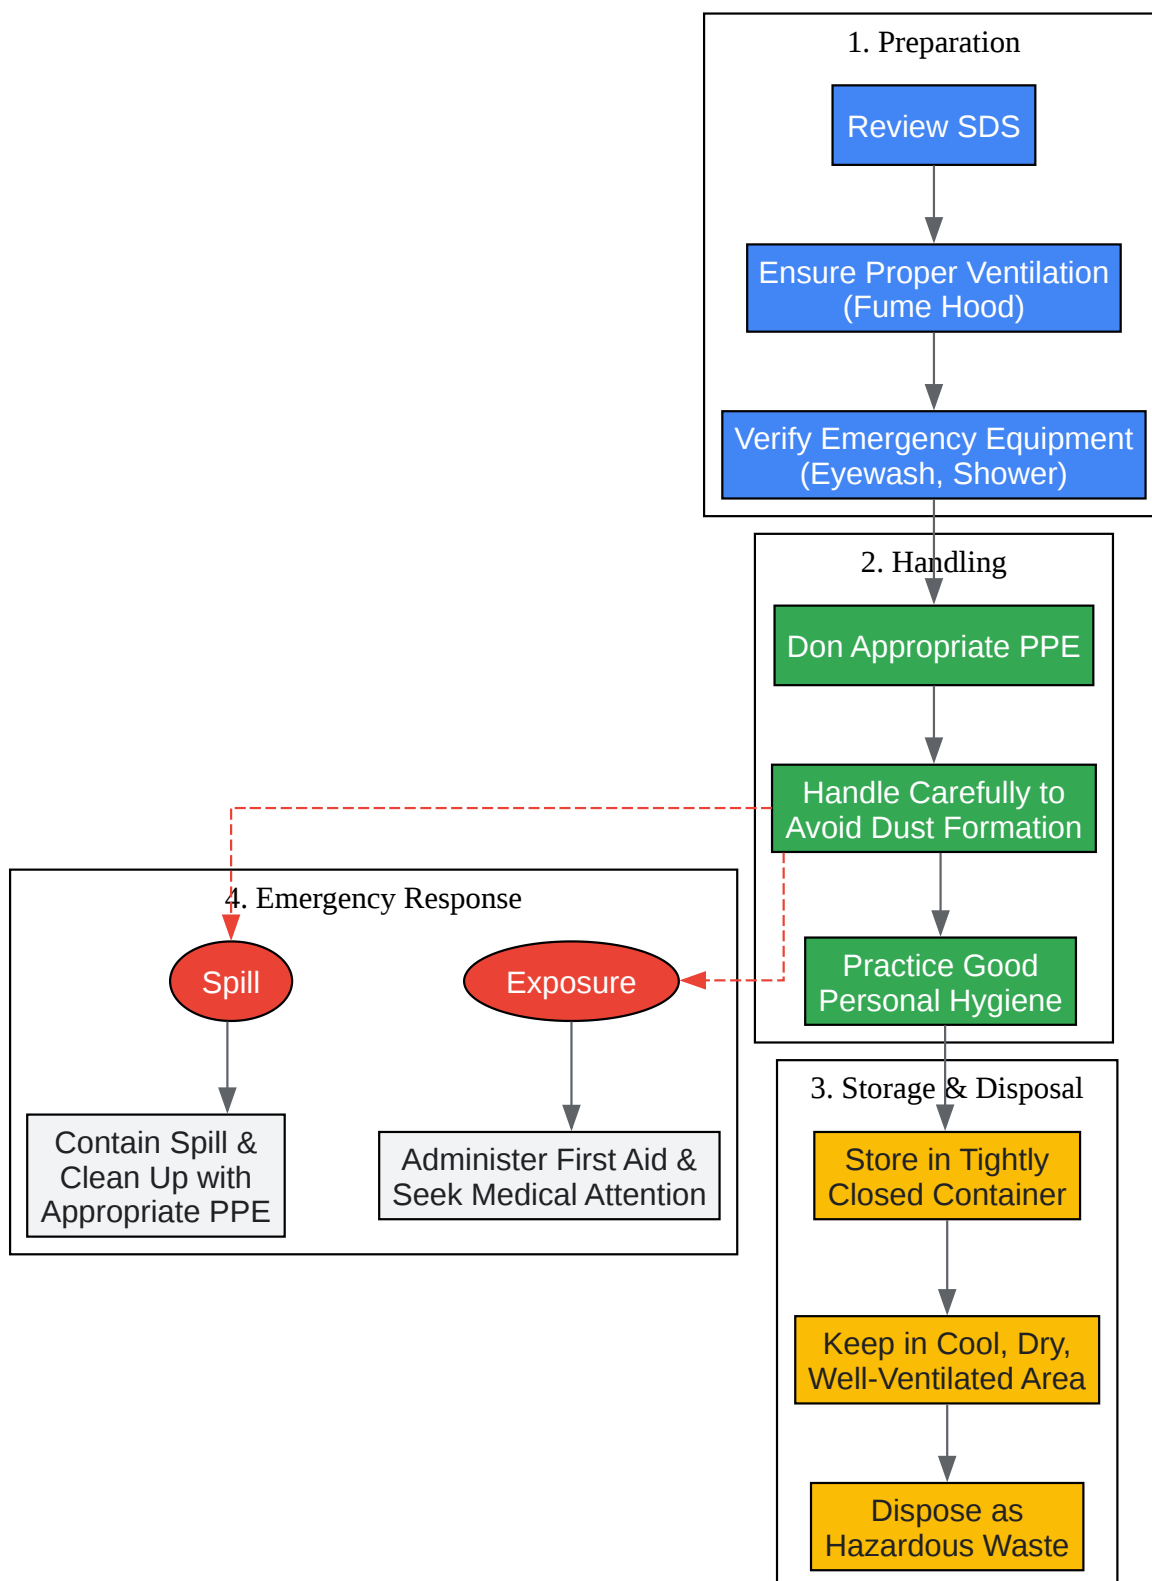 1. Preparation
Review SDS
Ensure Proper Ventilation
(Fume Hood)
Verify Emergency Equipment
(Eyewash, Shower)
2. Handling
Don Appropriate PPE
Handle Carefully to
Avoid Dust Formation
Practice Good
Personal Hygiene
4. Emergency Response
Spill
Exposure
Contain Spill &
Clean Up with
Appropriate PPE
Administer First Aid &
Seek Medical Attention
3. Storage & Disposal
Store in Tightly
Closed Container
Keep in Cool, Dry,
Well-Ventilated Area
Dispose as
Hazardous Waste